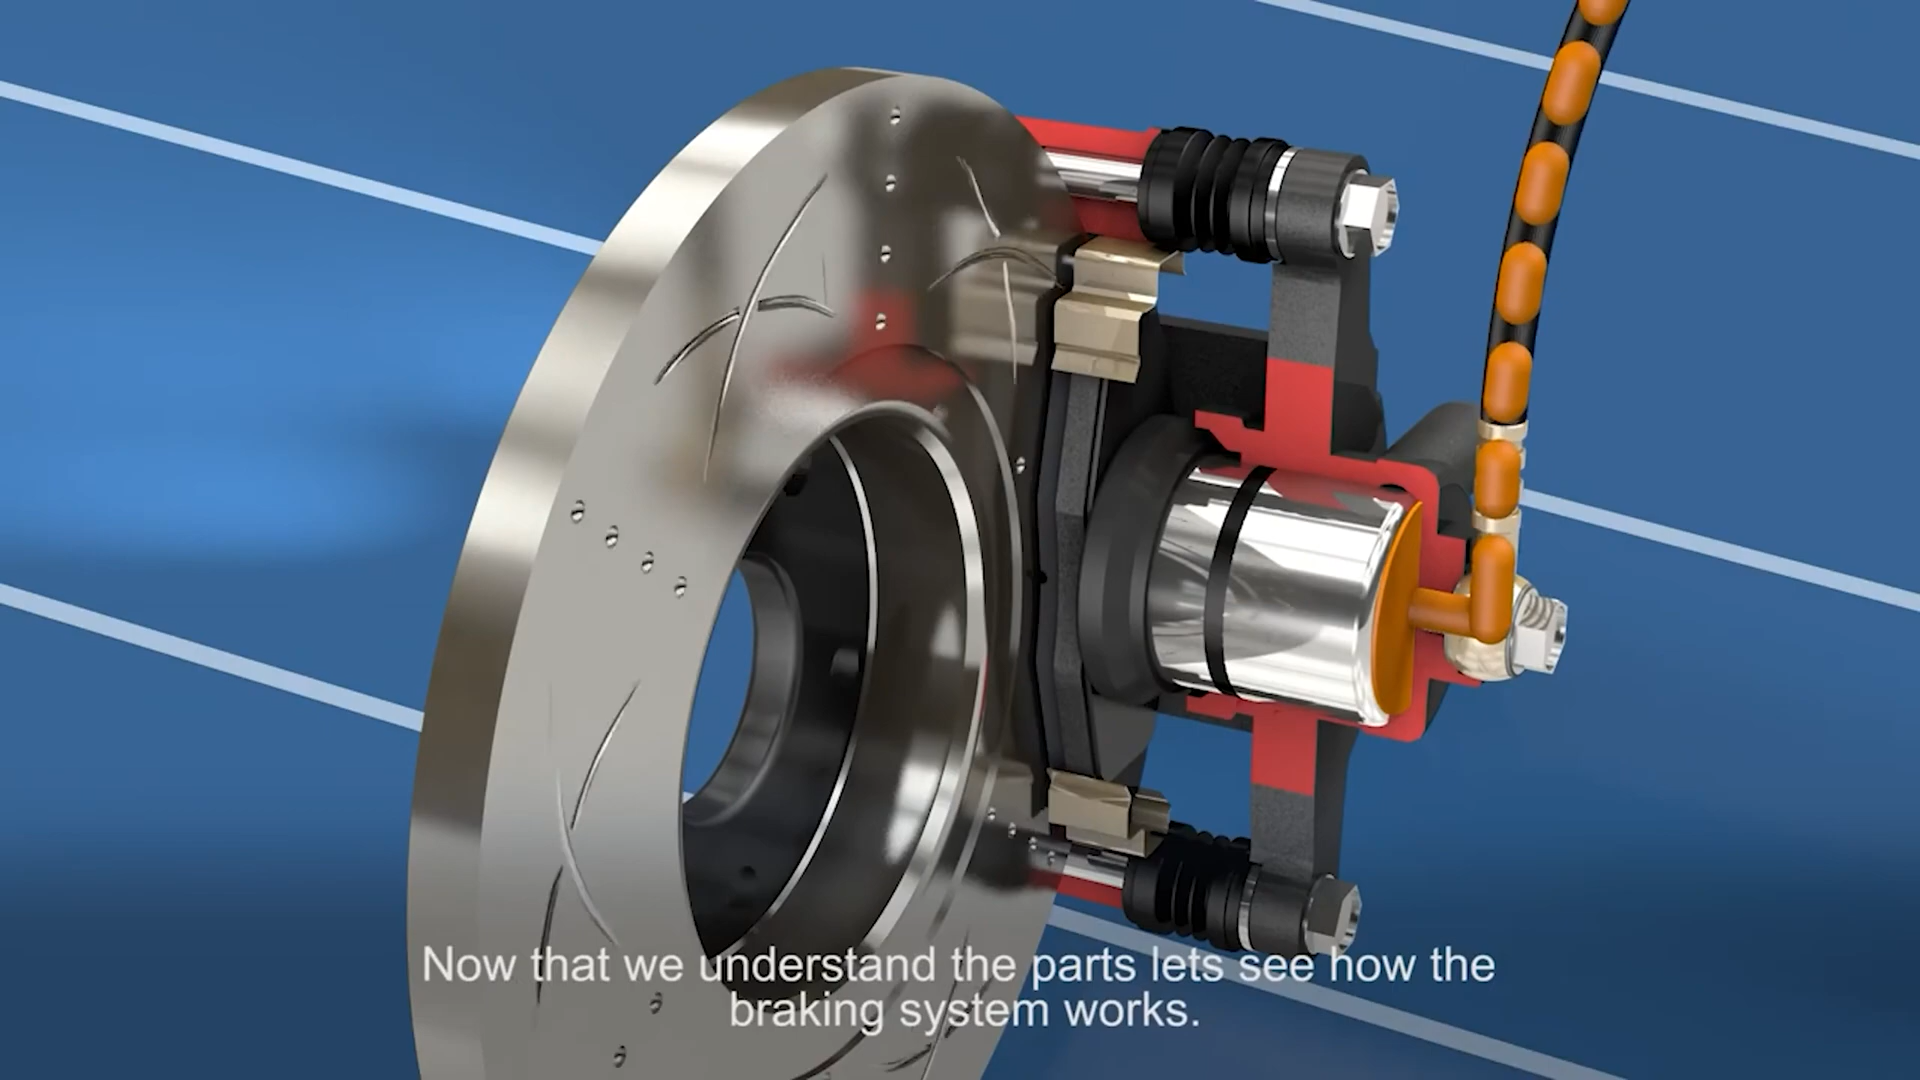 Now that we understand the parts lets see how the
braking system works.